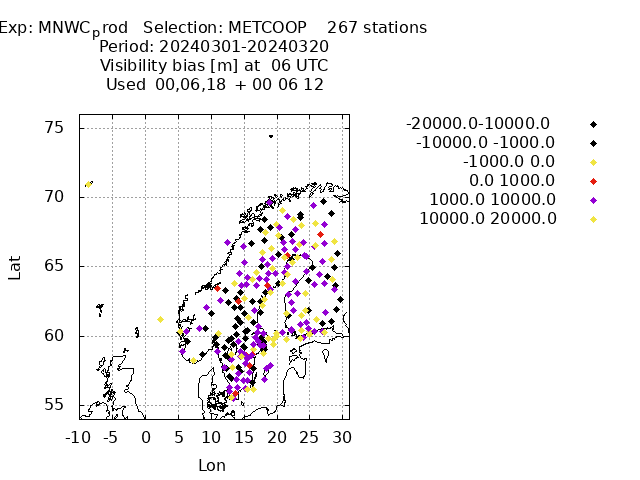 Exp: MNWCprod   Selection: METCOOP    267 stations
Period: 20240301-20240320
Visibility bias [m] at  06 UTC
Used  00,06,18  + 00 06 12
-20000.0-10000.0
-10000.0 -1000.0
-1000.0 0.0
0.0 1000.0
1000.0 10000.0
10000.0 20000.0
75
70
65
60
55
Lat
-10 -5 0 5 10 15 20 25 30
Lon